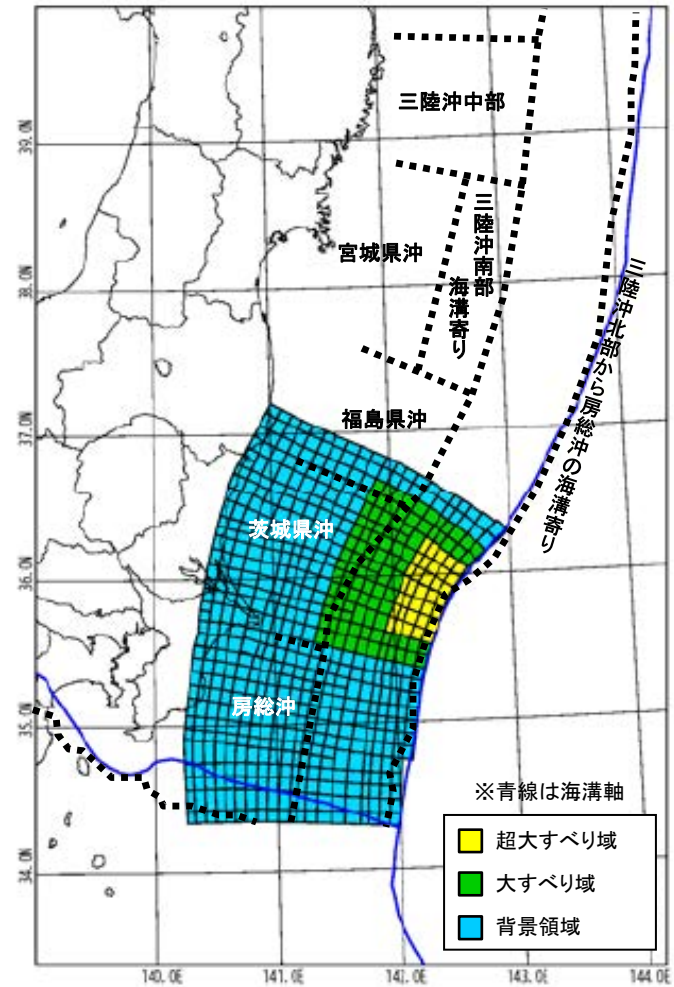 三陸沖中部
39.0N
三陸沖南部
海溝寄り
宮城県沖
38.0N
三陸沖北部から房総沖の海溝寄り
福島県沖
37.0N
茨城県沖
36.0N
房総沖
35.0N
※青線は海溝軸
超大すべり域
大すべり域
背景領域
34.0N
140.0E
141.0E
142.0E
143.0E
144.0E